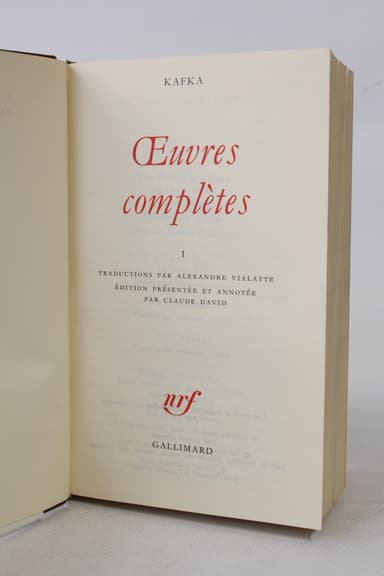 KAFKA
Œuvres
complètes
I
TRADUCTIONS PAR ALEXANDRE VIALATTE
ÉDITION PRÉSENTÉE ET ANNOTÉE
PAR CLAUDE DAVID
nrf
GALLIMARD